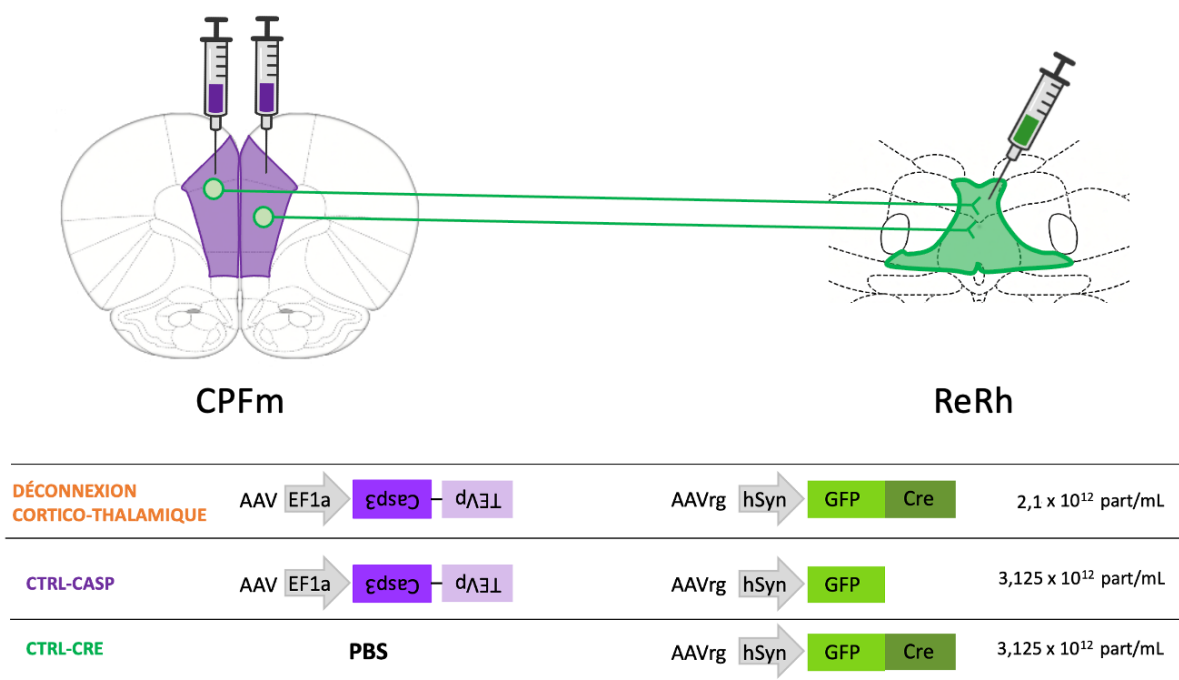 CPFm
ReRh
DÉCONNEXION
CORTICO-THALAMIQUE
AAV EF1a Casp3 TEVp
AAVrg hSyn GFP Cre
2,1 x 10¹² part/mL
CTRL-CASP
AAV EF1a Casp3 TEVp
AAVrg hSyn GFP
3,125 x 10¹² part/mL
CTRL-CRE
PBS
AAVrg hSyn GFP Cre
3,125 x 10¹² part/mL